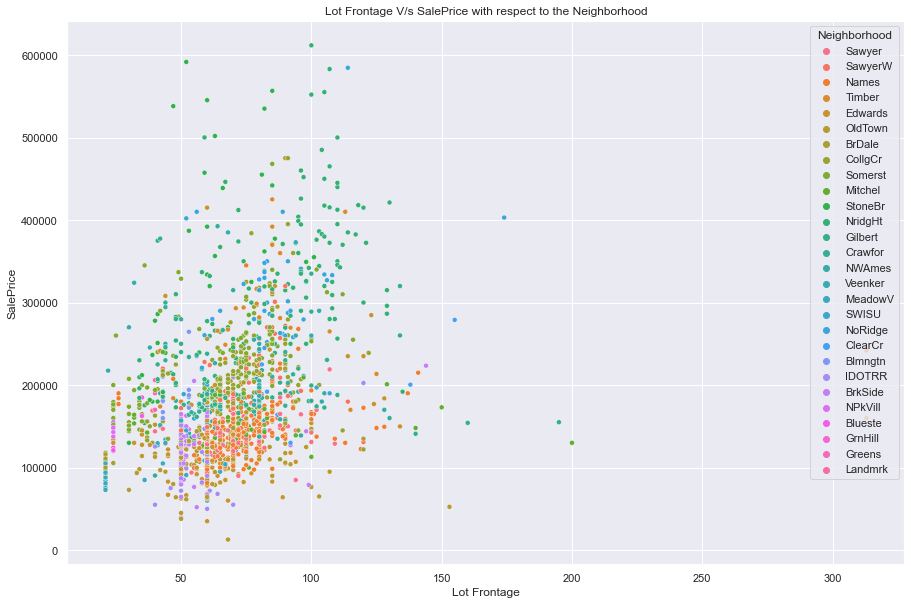 Lot Frontage V/s SalePrice with respect to the Neighborhood
SalePrice
600000
500000
400000
300000
200000
100000
0
50
100
150
200
250
300
Lot Frontage
Neighborhood
Sawyer
SawyerW
Names
Timber
Edwards
OldTown
BrDale
CollgCr
Somerst
Mitchel
StoneBr
NridgHt
Gilbert
Crawfor
NWAmes
Veenker
MeadowV
SWISU
NoRidge
ClearCr
Blmngtn
IDOTRR
BrkSide
NPkVill
Blueste
GrnHill
Greens
Landmrk